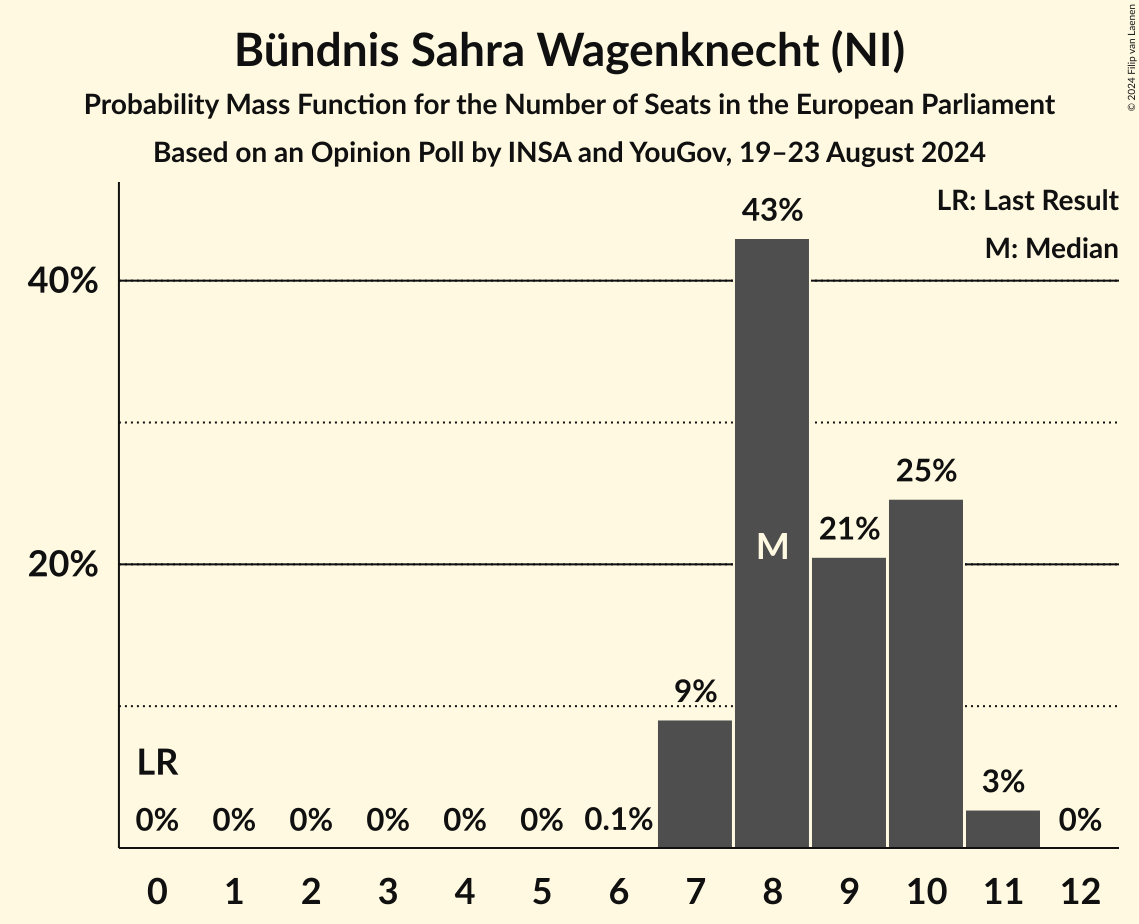 Bündnis Sahra Wagenknecht (NI)
Probability Mass Function for the Number of Seats in the European Parliament
Based on an Opinion Poll by INSA and YouGov, 19–23 August 2024
© 2024 Filip van Laenen
LR: Last Result
M: Median
43%
40%
25%
21%
M
20%
9%
LR
3%
0% 0% 0% 0% 0% 0% 0.1% 0%
0 1 2 3 4 5 6 7 8 9 10 11 12